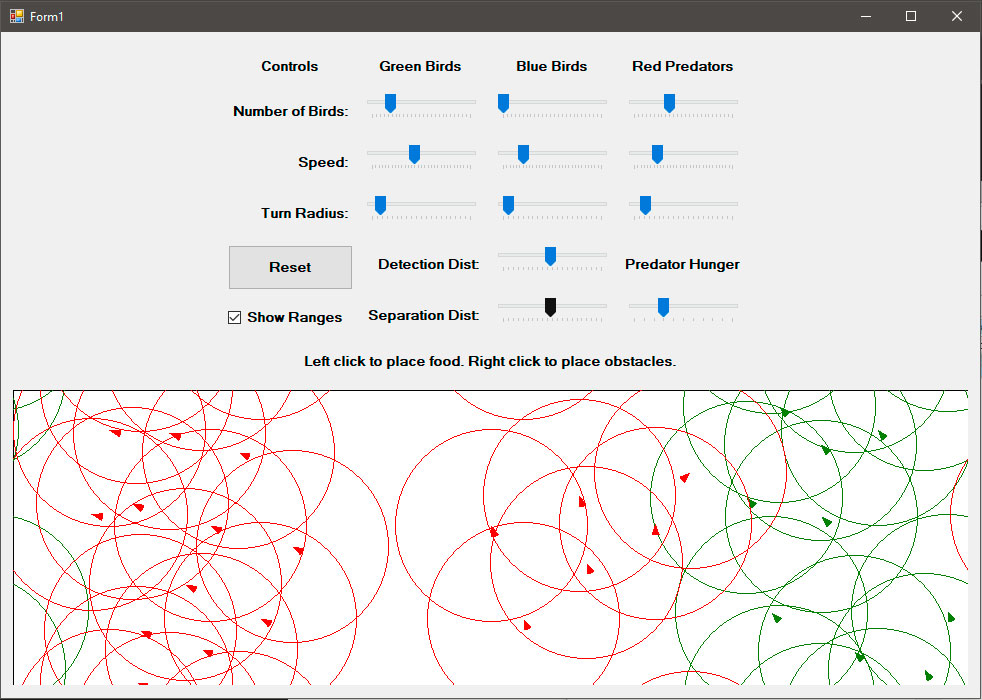 Form1
Controls Green Birds Blue Birds Red Predators
Number of Birds:
Speed:
Turn Radius:
Reset Detection Dist: Predator Hunger
Show Ranges Separation Dist:
Left click to place food. Right click to place obstacles.